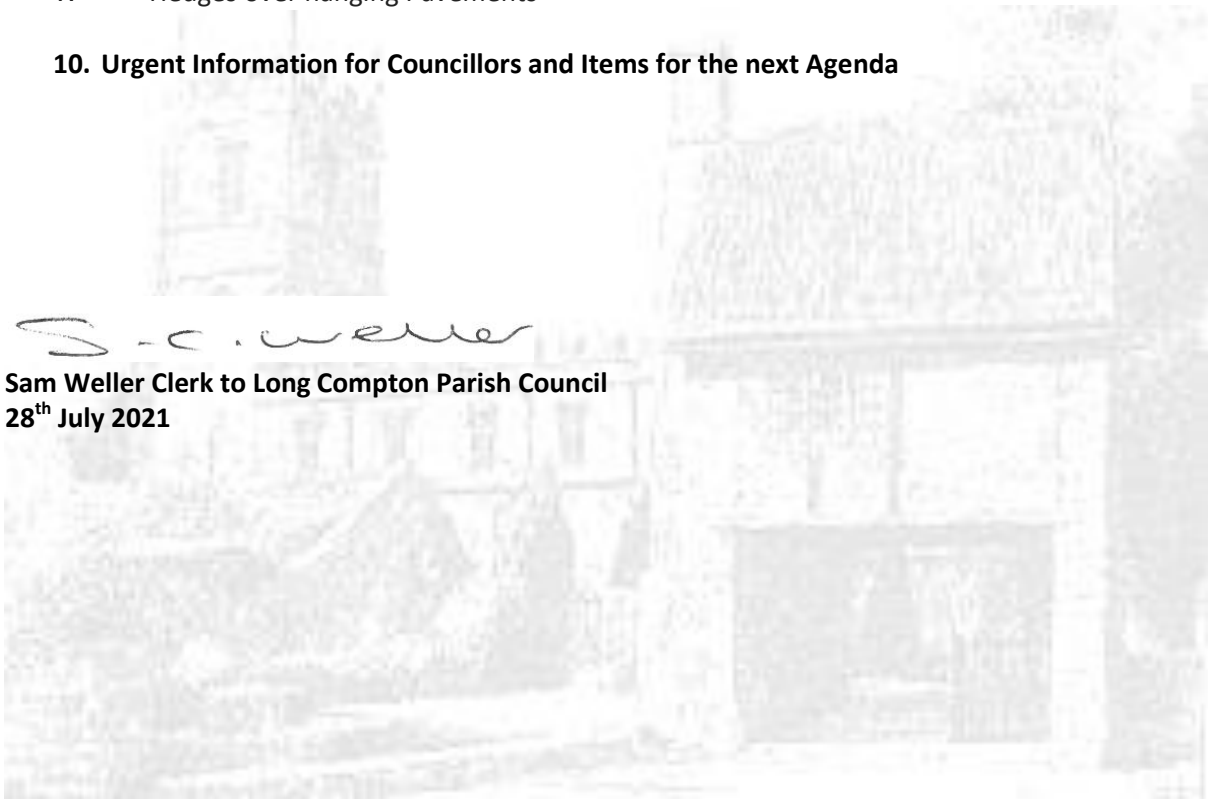 Hedges over hanging Pavements
10. Urgent Information for Councillors and Items for the next Agenda
S.C. Weller
Sam Weller Clerk to Long Compton Parish Council
28th July 2021